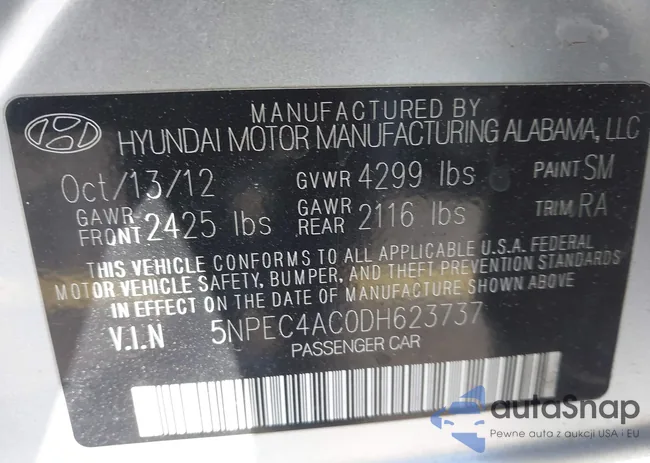 MANUFACTURED BY
HYUNDAI MOTOR MANUFACTURING ALABAMA, LLC
Oct/13/12 GVWR 4299 lbs PAINT SM
GAWR FRONT 2425 lbs GAWR REAR 2116 lbs TRIM RA
THIS VEHICLE CONFORMS TO ALL APPLICABLE U.S.A. FEDERAL
MOTOR VEHICLE SAFETY, BUMPER, AND THEFT PREVENTION STANDARDS
IN EFFECT ON THE DATE OF MANUFACTURE SHOWN ABOVE
V.I.N 5NPEC4AC0DH623737
PASSENGER CAR
autaSnap
Pewne auta z aukcji USA i EU